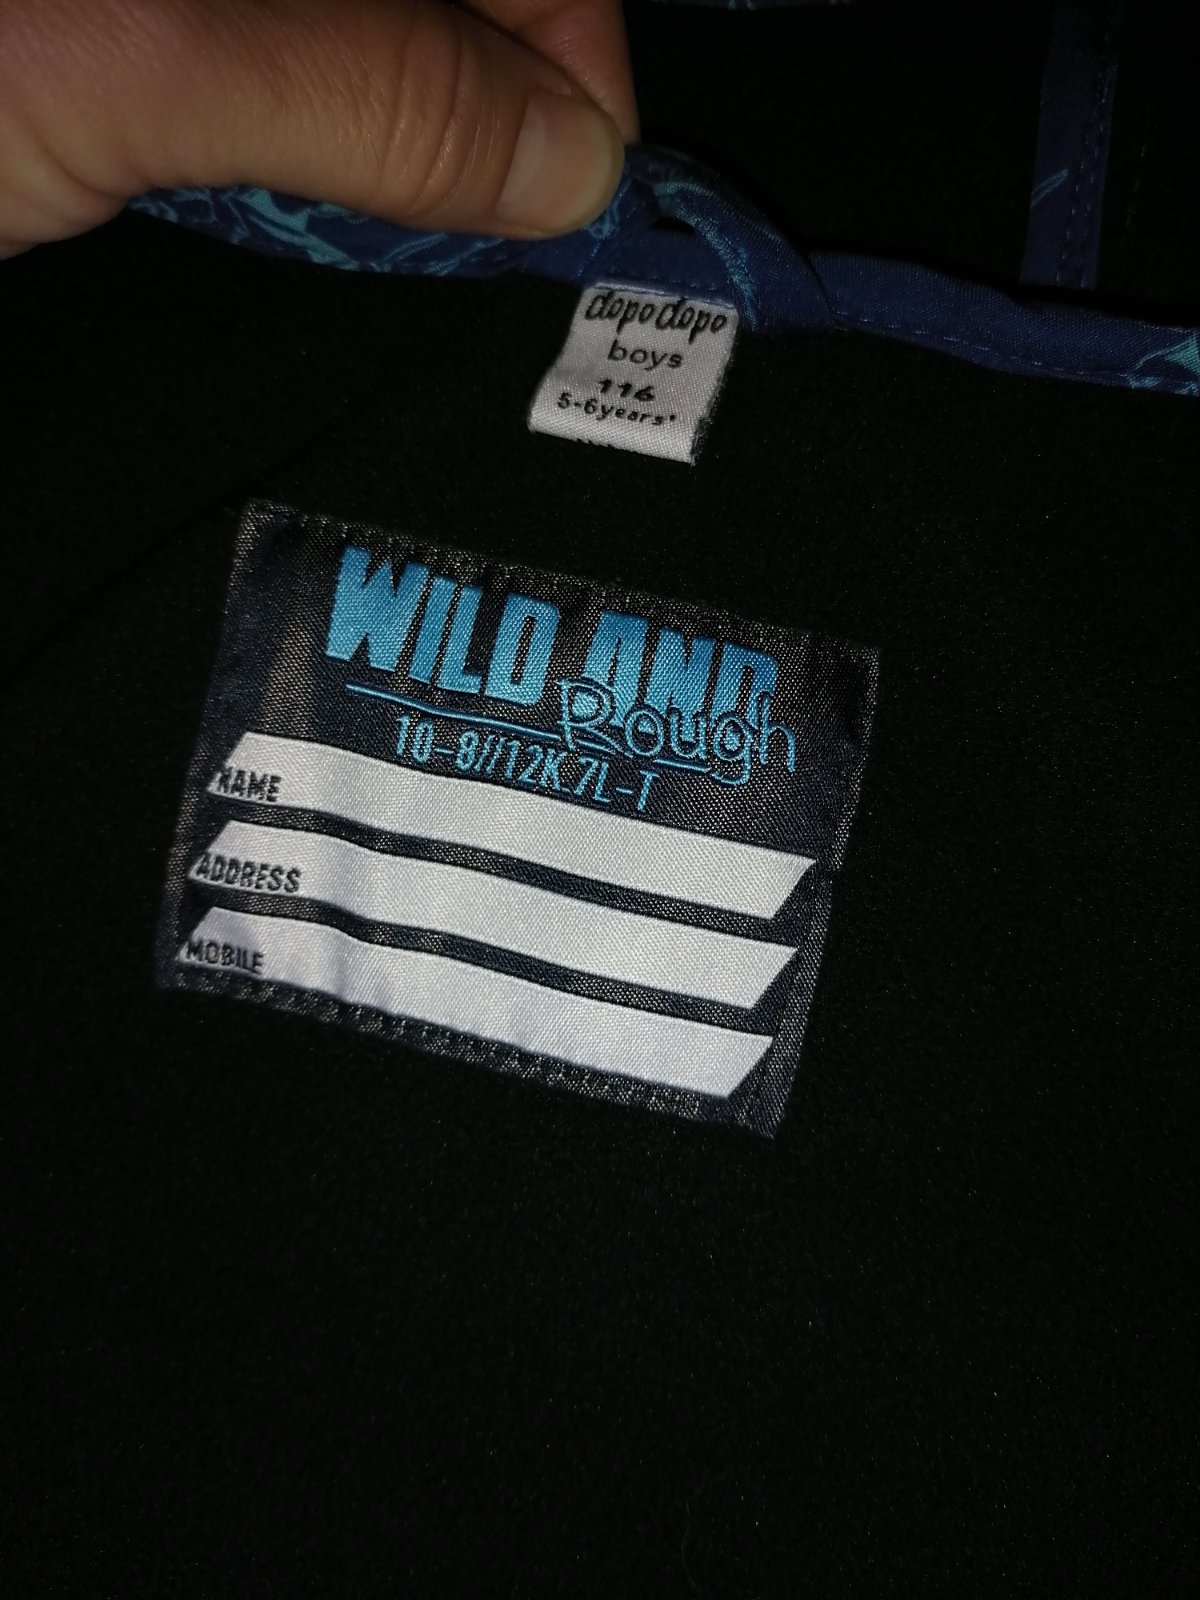 dopodopo
boys
116
5-6years*
WILD AND
Rough
10-8//12K.7L-T
NAME
ADDRESS
MOBILE